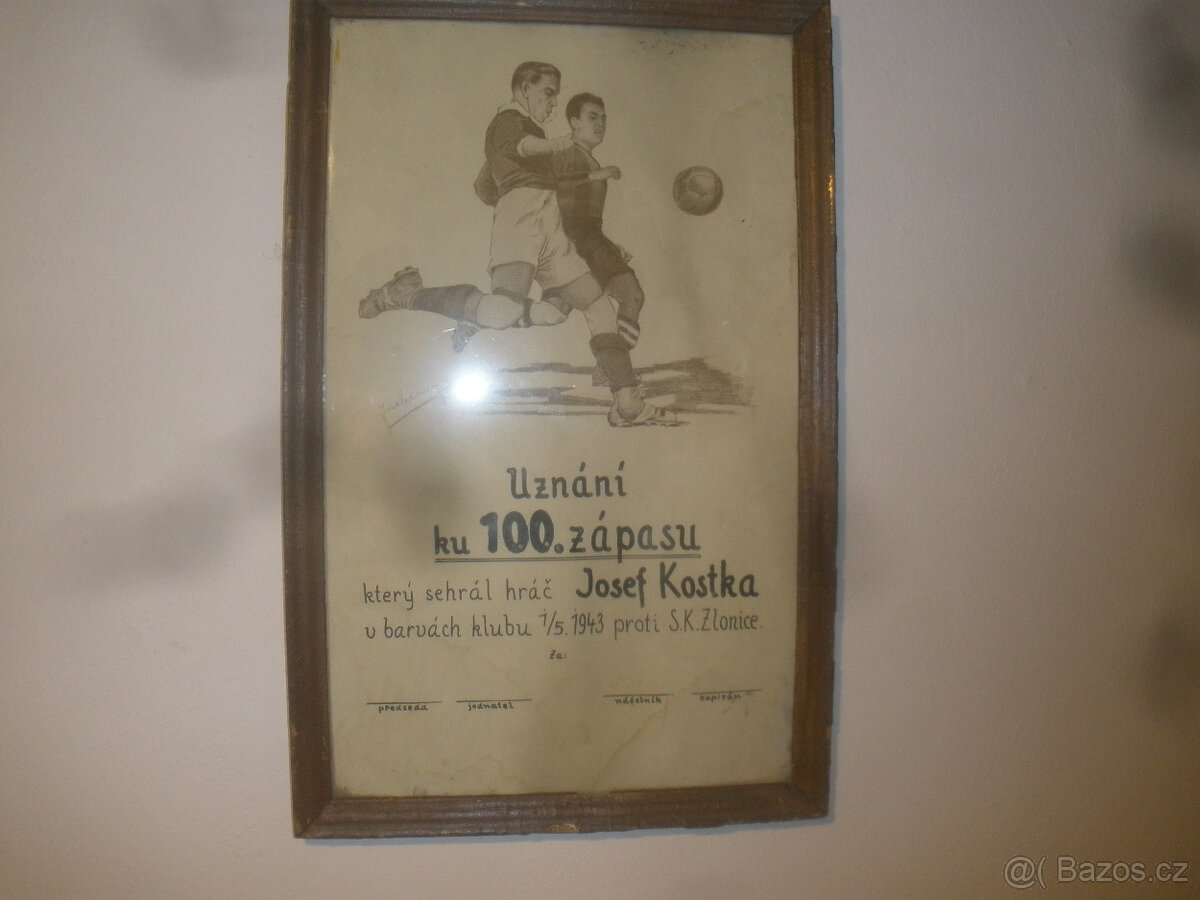 Uznání
ku 100. zápasu
který sehrál hráč Josef Kostka
v barvách klubu 1/5. 1943 proti S.K. Zlonice.
Za:
předseda jednatel náčelník kapitán
@( Bazos.cz